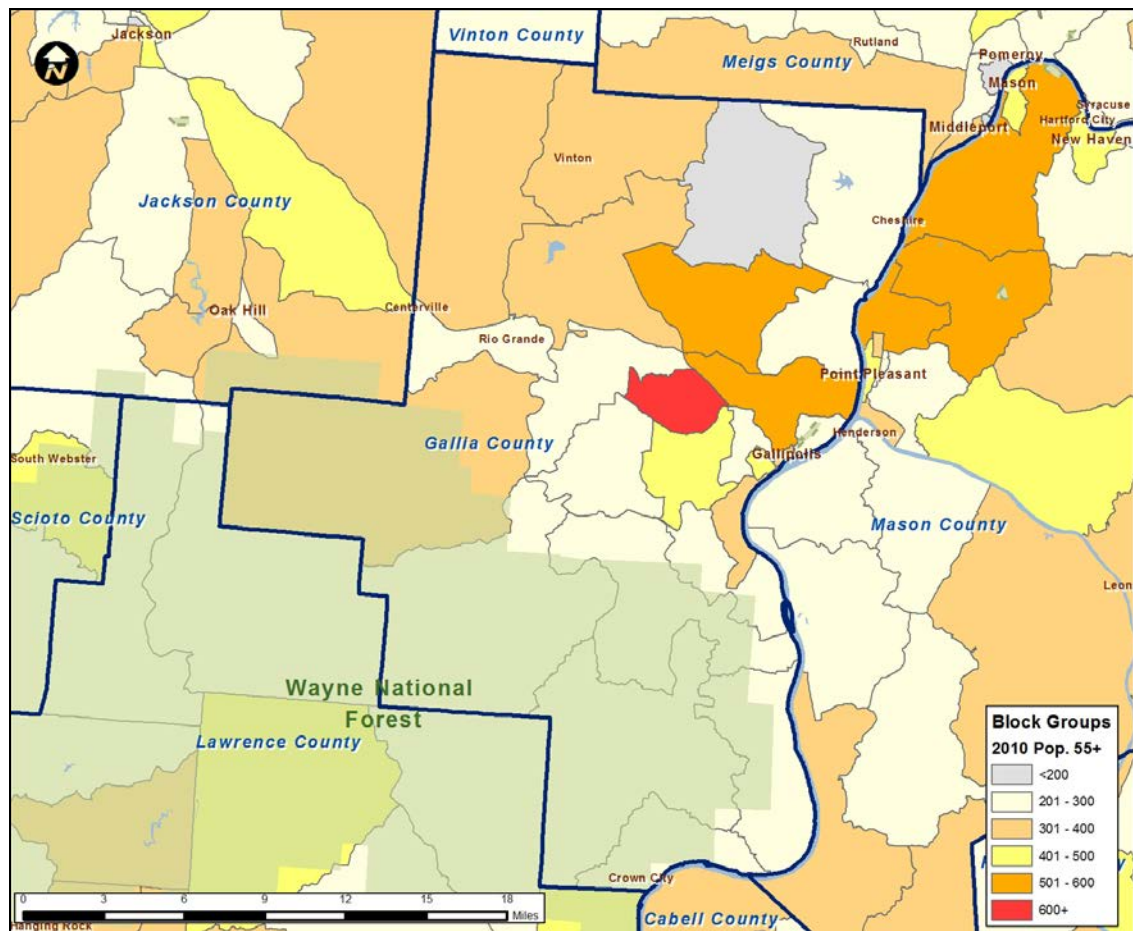 Vinton County
Jackson
Rutland
Pomeroy
Meigs County
N
Mason
Syracuse
Hartford City
Middleport
New Haven
Vinton
Jackson County
Cheshire
Centerville
Oak Hill
Rio Grande
Point Pleasant
Gallia County
Henderson
South Webster
Gallipolis
Scioto County
Mason County
Leon
Wayne National
Forest
Lawrence County
Block Groups
2010 Pop. 55+
<200
201 - 300
301 - 400
401 - 500
501 - 600
600+
Crown City
0 3 6 9 12 15 18
Miles
Cabell County
Hanging Rock